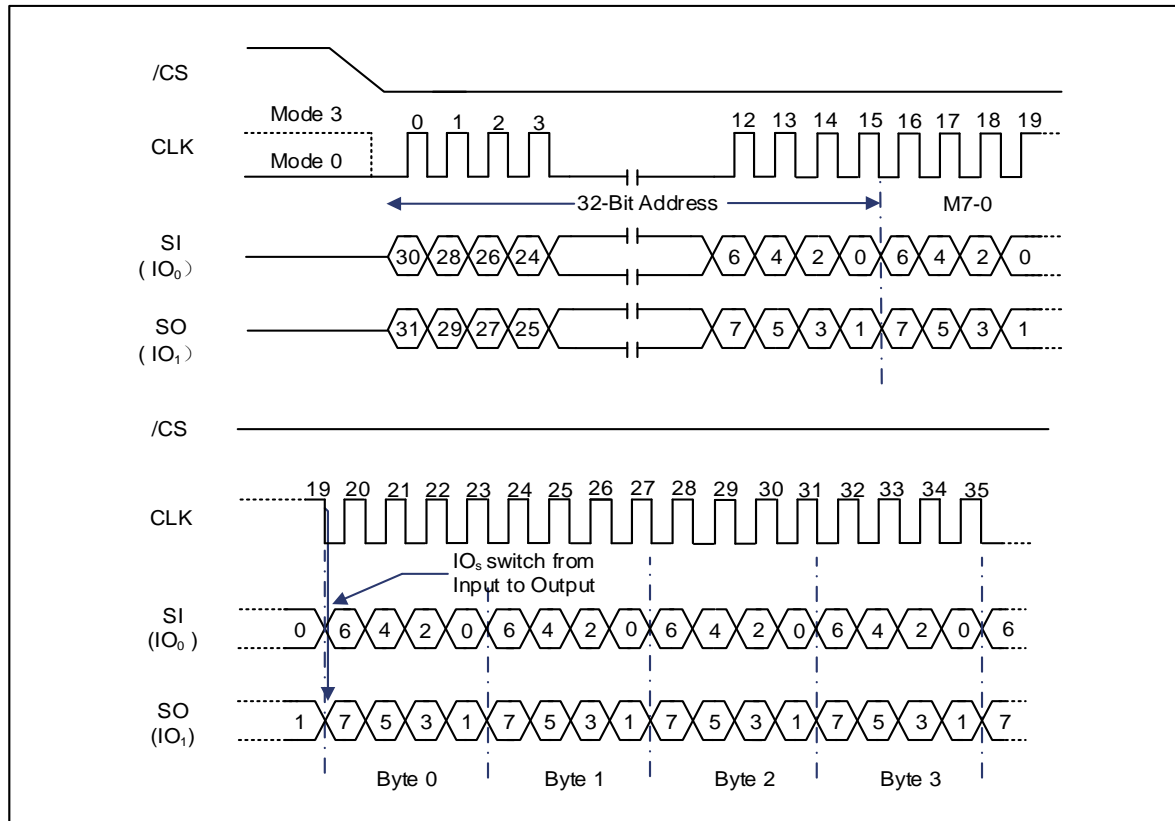 /CS
Mode 3
CLK
Mode 0
0 1 2 3 12 13 14 15 16 17 18 19
32-Bit Address M7-0
SI
( IO₀)
30 28 26 24 6 4 2 0 6 4 2 0
SO
( IO₁)
31 29 27 25 7 5 3 1 7 5 3 1
/CS
19 20 21 22 23 24 25 26 27 28 29 30 31 32 33 34 35
CLK
IOₛ switch from
Input to Output
SI
(IO₀ )
0 6 4 2 0 6 4 2 0 6 4 2 0 6 4 2 0 6
SO
(IO₁)
1 7 5 3 1 7 5 3 1 7 5 3 1 7 5 3 1 7
Byte 0 Byte 1 Byte 2 Byte 3